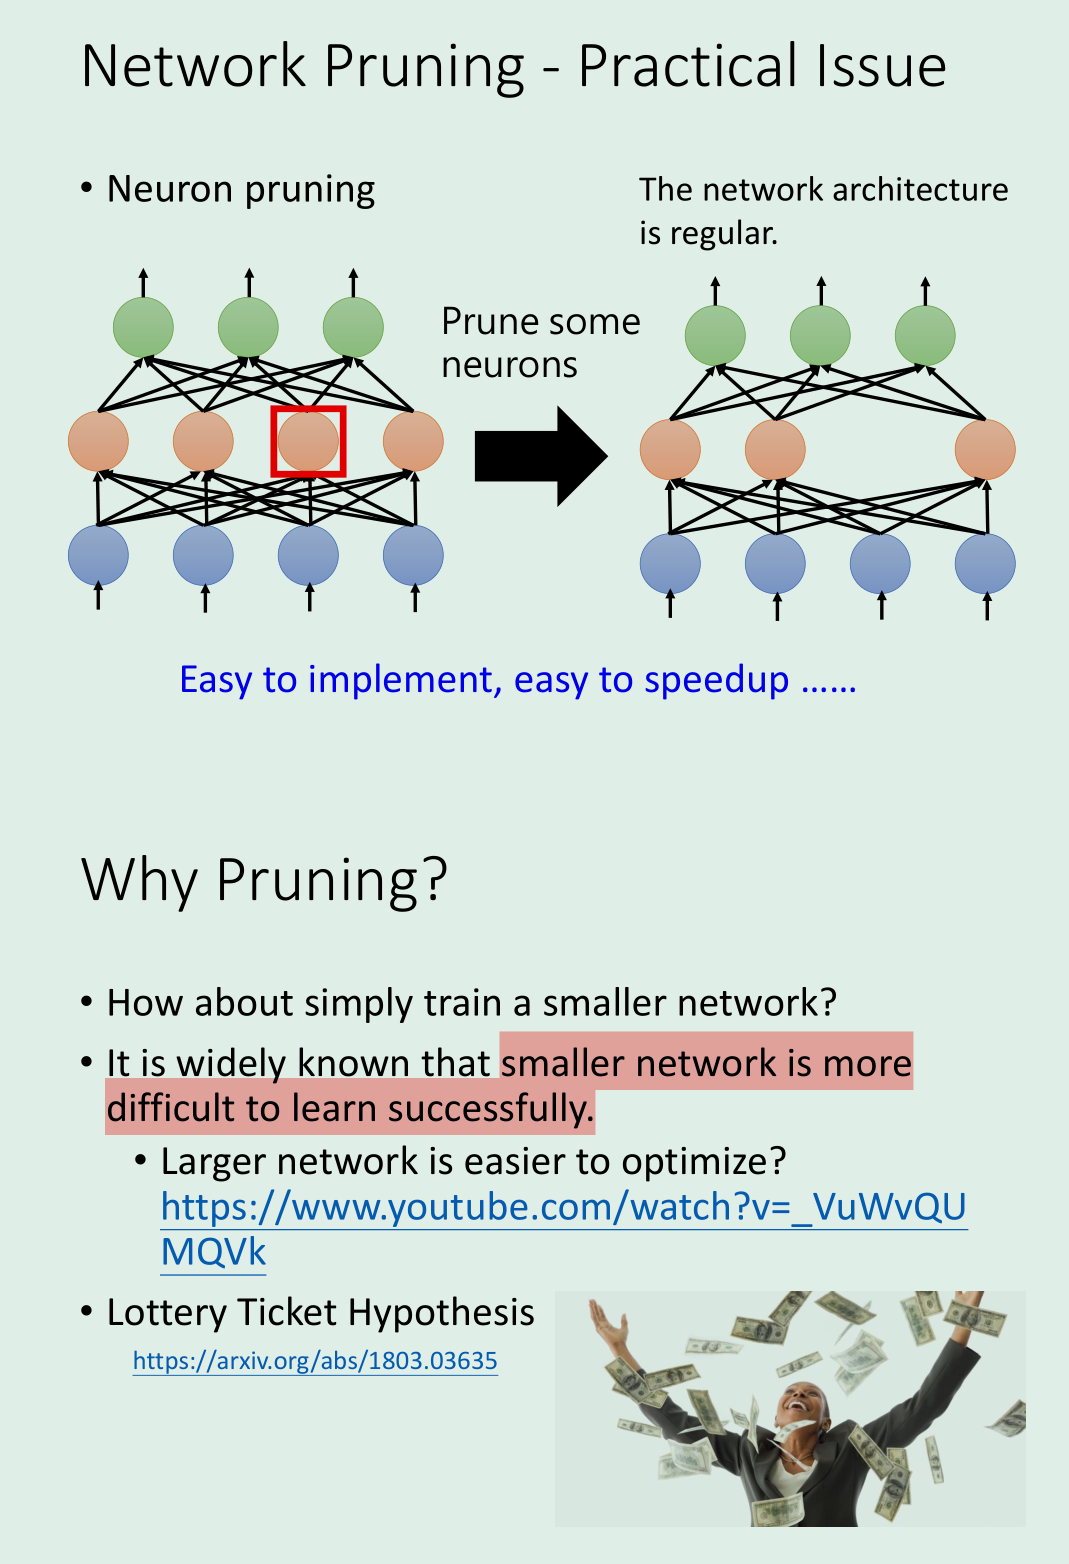 Network Pruning - Practical Issue
• Neuron pruning
The network architecture
is regular.
Prune some
neurons
Easy to implement, easy to speedup ……
Why Pruning?
• How about simply train a smaller network?
• It is widely known that smaller network is more
difficult to learn successfully.
• Larger network is easier to optimize?
https://www.youtube.com/watch?v=_VuWvQU
MQVk
• Lottery Ticket Hypothesis
https://arxiv.org/abs/1803.03635